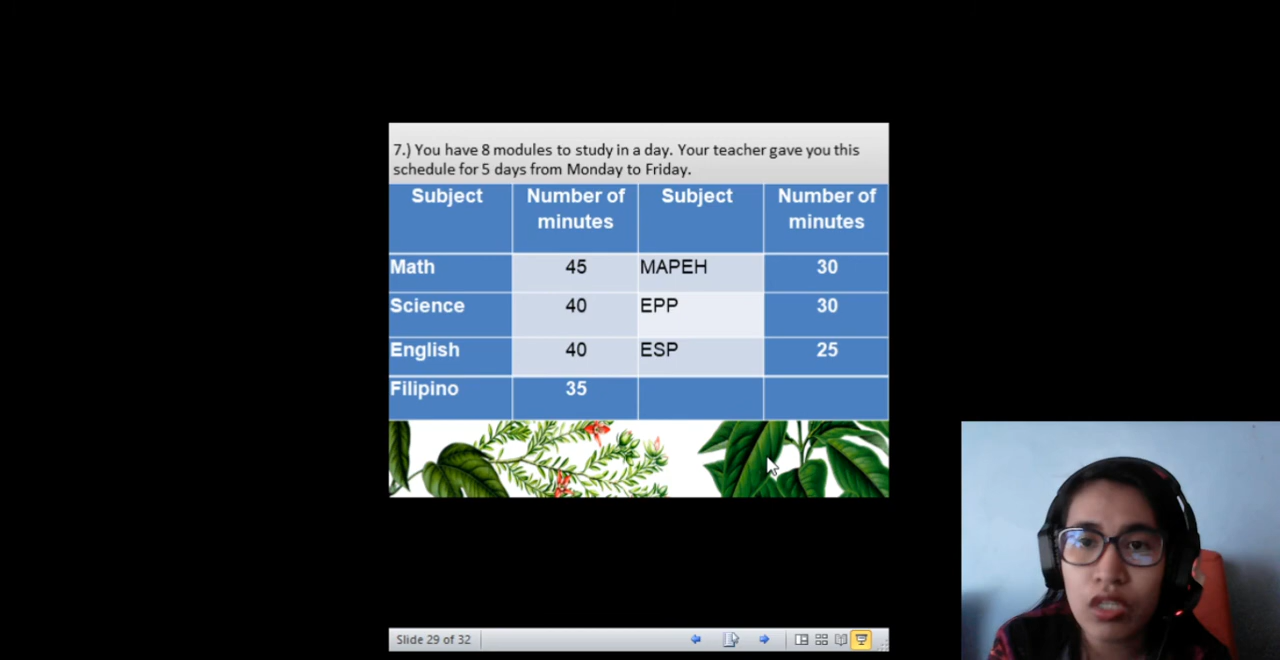 7.) You have 8 modules to study in a day. Your teacher gave you this
schedule for 5 days from Monday to Friday.
Subject Number of minutes Subject Number of minutes
Math 45 MAPEH 30
Science 40 EPP 30
English 40 ESP 25
Filipino 35
Slide 29 of 32